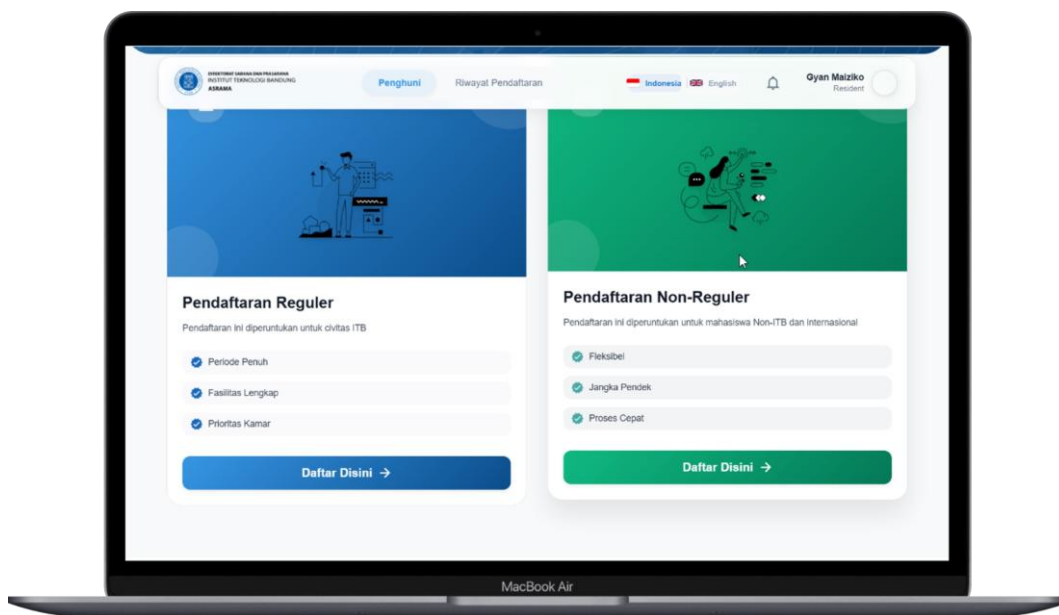 DIREKTORAT SARANA DAN PRASARANA
INSTITUT TEKNOLOGI BANDUNG
ASRAMA
Penghuni
Riwayat Pendaftaran
Indonesia
English
Gyan Maiziko
Resident
Pendaftaran Reguler
Pendaftaran ini diperuntukan untuk civitas ITB
Periode Penuh
Fasilitas Lengkap
Prioritas Kamar
Daftar Disini →
Pendaftaran Non-Reguler
Pendaftaran ini diperuntukan untuk mahasiswa Non-ITB dan Internasional
Fleksibel
Jangka Pendek
Proses Cepat
Daftar Disini →
MacBook Air